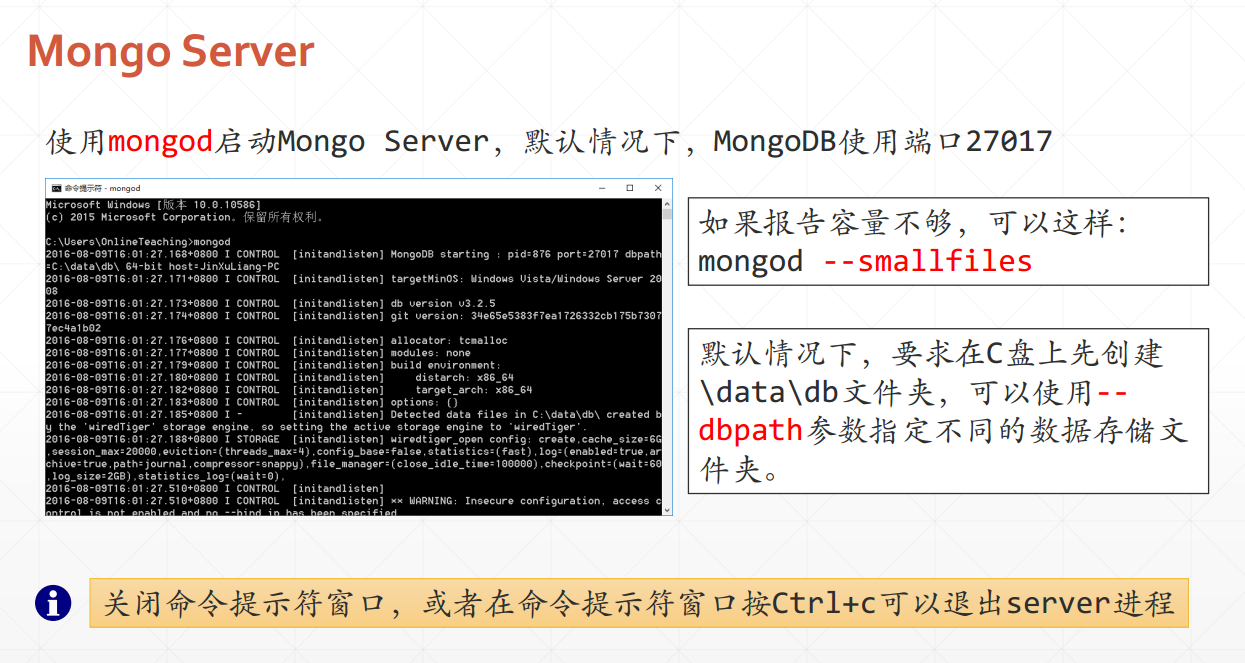 Mongo Server
使用mongod启动Mongo Server，默认情况下，MongoDB使用端口27017
命令提示符 - mongod
Microsoft Windows [版本 10.0.10586]
(c) 2015 Microsoft Corporation。保留所有权利。
C:\Users\OnlineTeaching>mongod
2016-08-09T16:01:27.168+0800 I CONTROL  [initandlisten] MongoDB starting : pid=876 port=27017 dbpath
=C:\data\db\ 64-bit host=JinXuLiang-PC
2016-08-09T16:01:27.171+0800 I CONTROL  [initandlisten] targetMinOS: Windows Vista/Windows Server 20
08
2016-08-09T16:01:27.173+0800 I CONTROL  [initandlisten] db version v3.2.5
2016-08-09T16:01:27.174+0800 I CONTROL  [initandlisten] git version: 34e65e5383f7ea1726332cb175b7307
7ec4a1b02
2016-08-09T16:01:27.176+0800 I CONTROL  [initandlisten] allocator: tcmalloc
2016-08-09T16:01:27.177+0800 I CONTROL  [initandlisten] modules: none
2016-08-09T16:01:27.179+0800 I CONTROL  [initandlisten] build environment:
2016-08-09T16:01:27.180+0800 I CONTROL  [initandlisten]     distarch: x86_64
2016-08-09T16:01:27.182+0800 I CONTROL  [initandlisten]     target_arch: x86_64
2016-08-09T16:01:27.183+0800 I CONTROL  [initandlisten] options: {}
2016-08-09T16:01:27.185+0800 I -        [initandlisten] Detected data files in C:\data\db\ created b
y the 'wiredTiger' storage engine, so setting the active storage engine to 'wiredTiger'.
2016-08-09T16:01:27.188+0800 I STORAGE  [initandlisten] wiredtiger_open config: create,cache_size=6G
,session_max=20000,eviction=(threads_max=4),config_base=false,statistics=(fast),log=(enabled=true,ar
chive=true,path=journal,compressor=snappy),file_manager=(close_idle_time=100000),checkpoint=(wait=60
,log_size=2GB),statistics_log=(wait=0),
2016-08-09T16:01:27.510+0800 I CONTROL  [initandlisten]
2016-08-09T16:01:27.510+0800 I CONTROL  [initandlisten] ** WARNING: Insecure configuration, access c
ontrol is not enabled and no --bind_ip has been specified
如果报告容量不够，可以这样：
mongod --smallfiles
默认情况下，要求在C盘上先创建
\data\db文件夹，可以使用--
dbpath参数指定不同的数据存储文
件夹。
关闭命令提示符窗口，或者在命令提示符窗口按Ctrl+c可以退出server进程